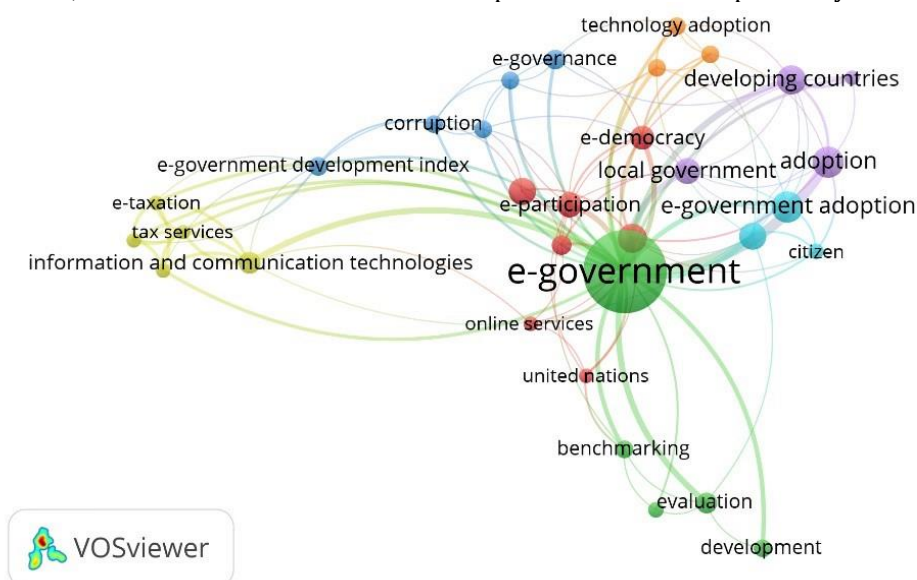 technology adoption
e-governance
developing countries
corruption
e-democracy
e-government development index
local government
adoption
e-taxation
e-participation
e-government adoption
tax services
citizen
information and communication technologies
e-government
online services
united nations
benchmarking
evaluation
development
VOSviewer